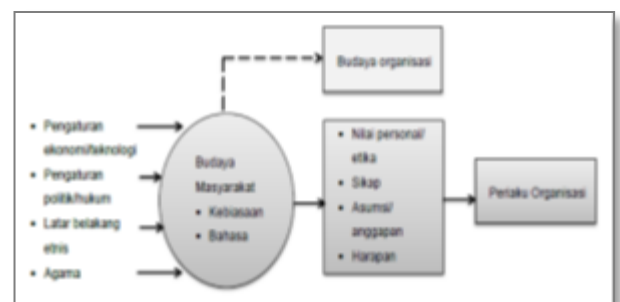 Budaya organisasi
• Pengaturan
ekonomi/teknologi
• Pengaturan
politik/hukum
• Latar belakang
etnis
• Agama
Budaya
Masyarakat
• Kebiasaan
• Bahasa
• Nilai personal/
etika
• Sikap
• Asumsi/
anggapan
• Harapan
Perilaku Organisasi